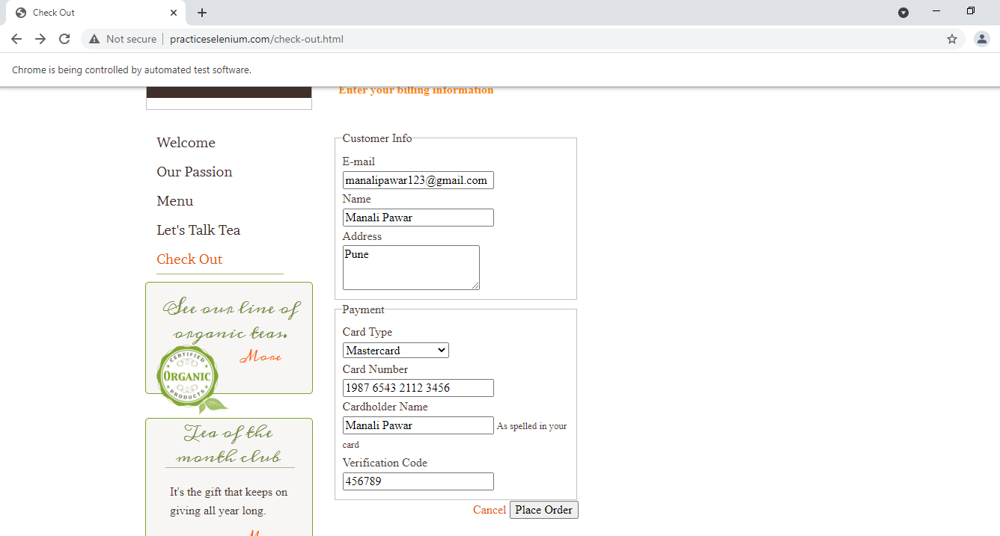 Check Out
Not secure | practiceselenium.com/check-out.html
Chrome is being controlled by automated test software.
Enter your billing information
Welcome
Our Passion
Menu
Let's Talk Tea
Check Out
See our line of
organic teas.
More
CERTIFIED
ORGANIC
PRODUCTS
Tea of the
month club
It's the gift that keeps on
giving all year long.
Customer Info
E-mail
manalipawar123@gmail.com
Name
Manali Pawar
Address
Pune
Payment
Card Type
Mastercard
Card Number
1987 6543 2112 3456
Cardholder Name
Manali Pawar As spelled in your
card
Verification Code
456789
Cancel Place Order